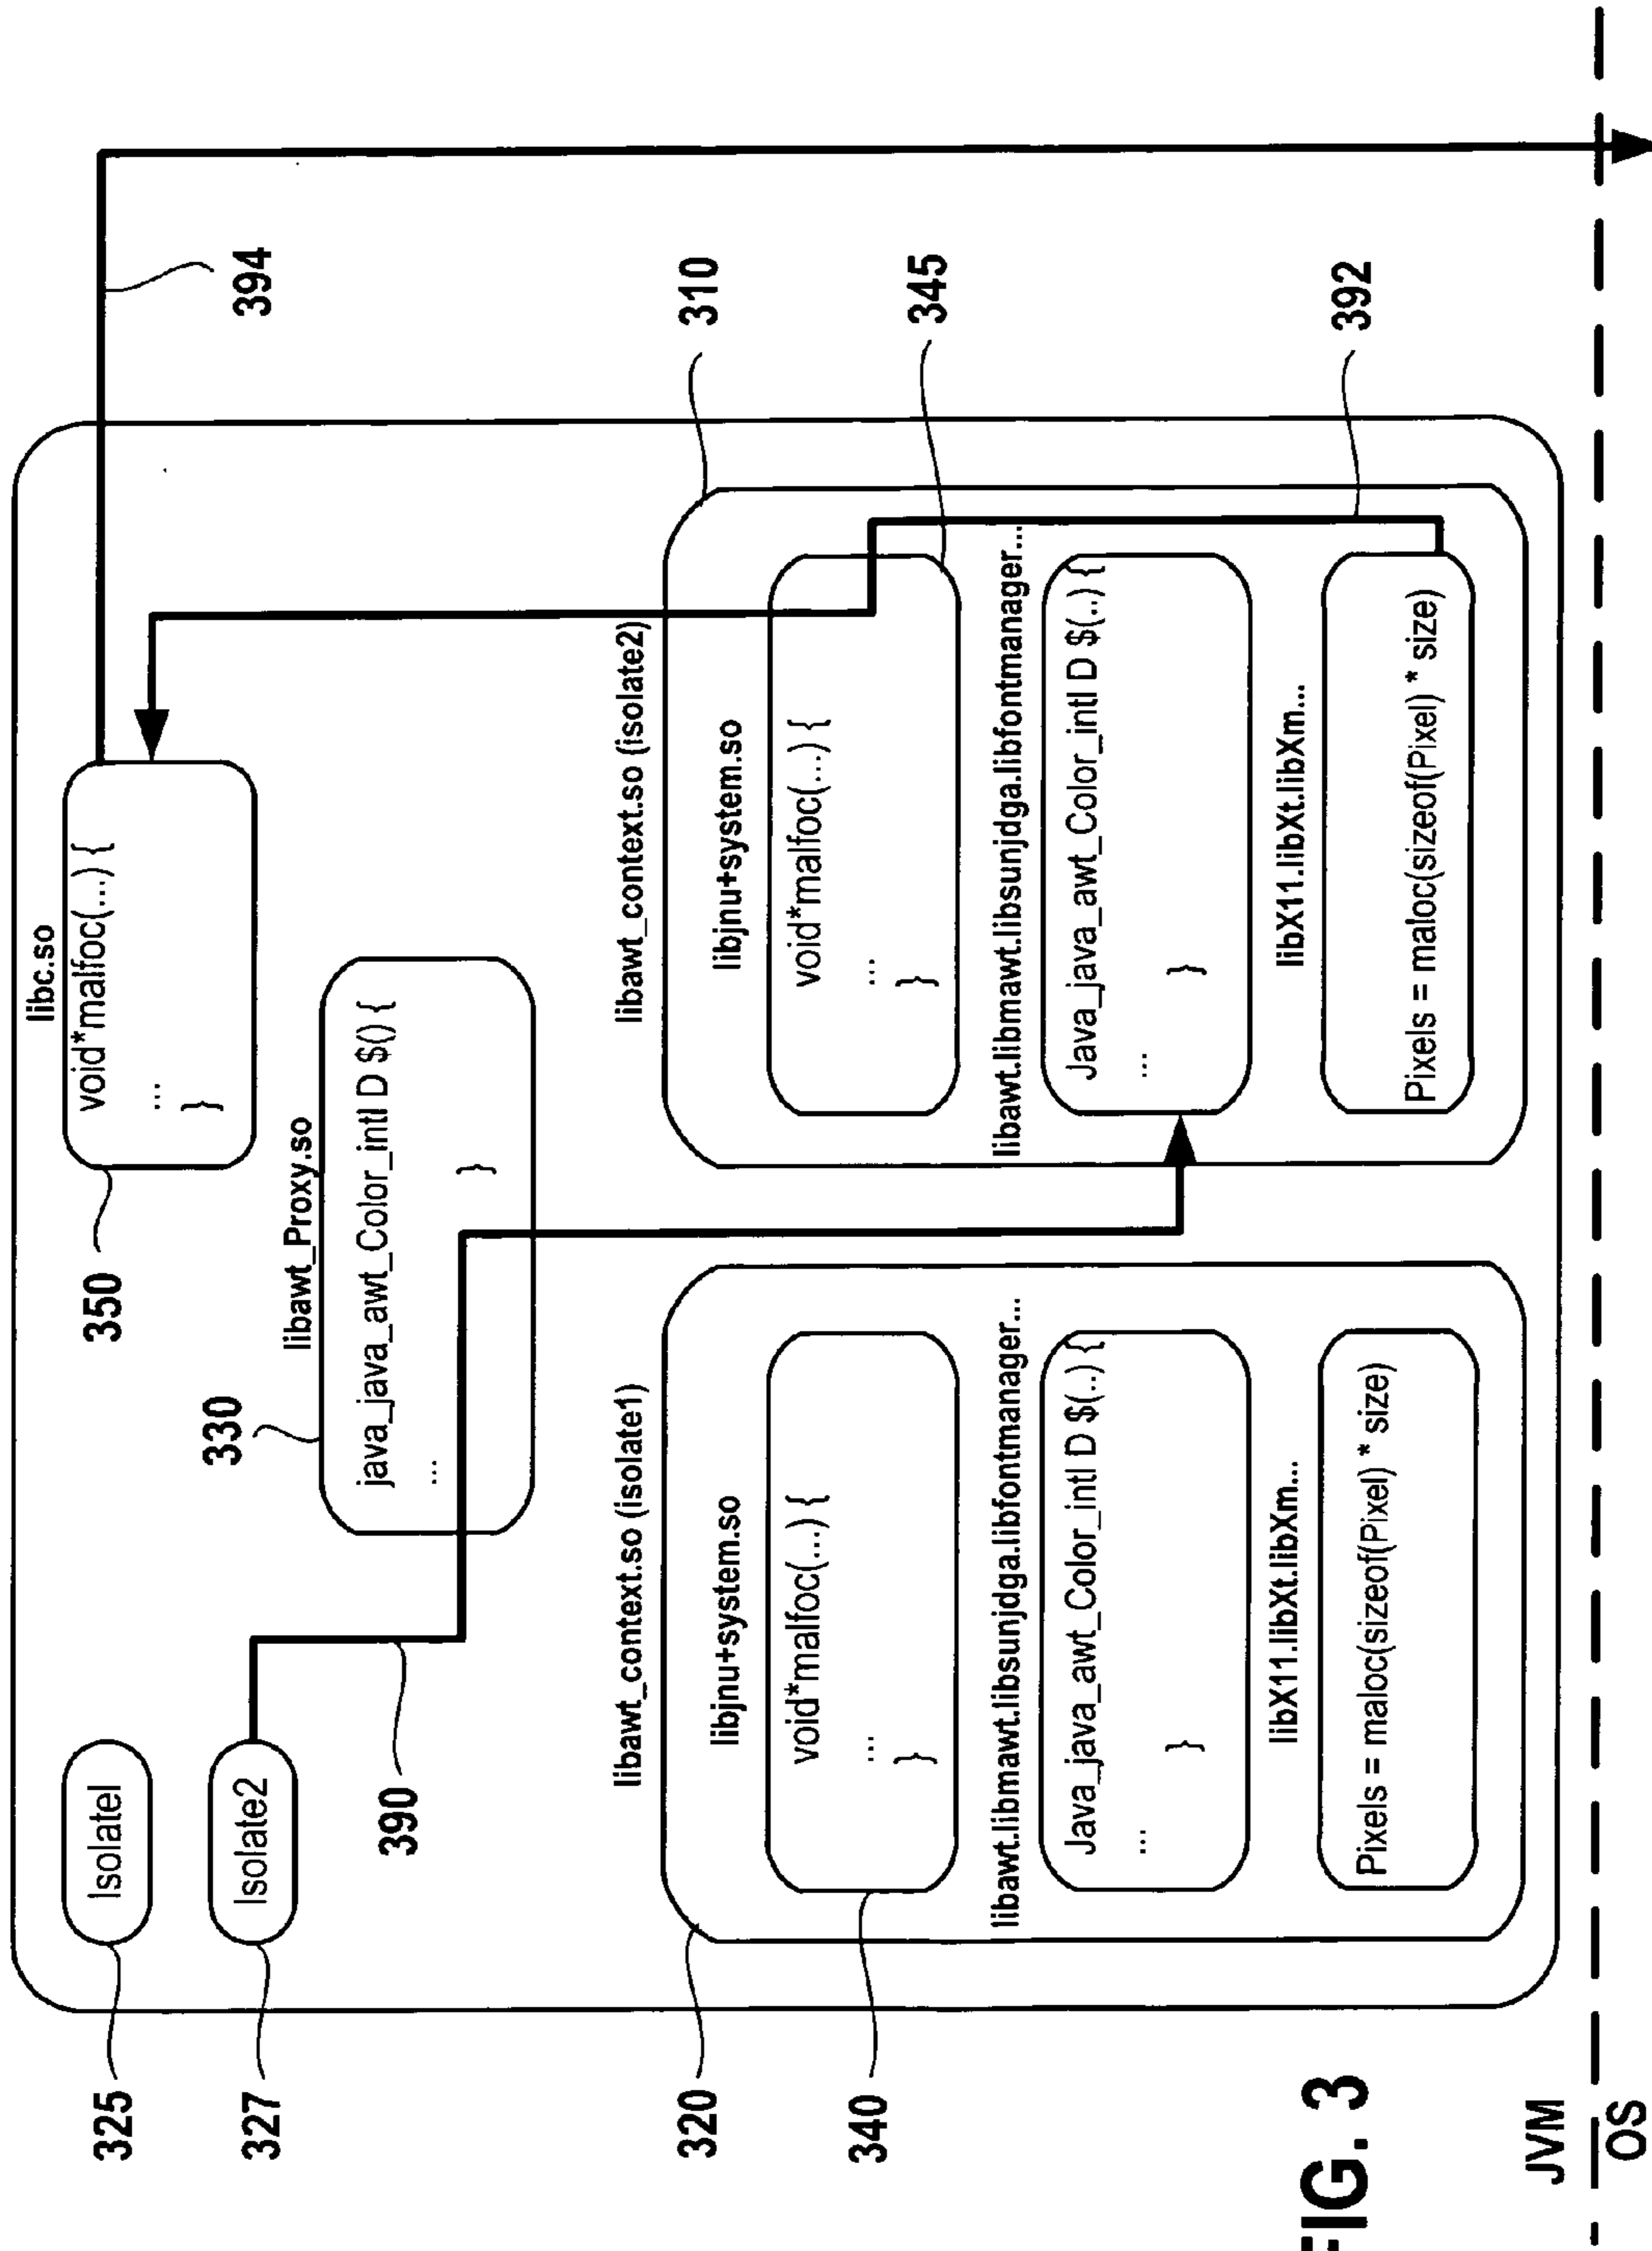 325
Isolatel
327
Isolate2
390
350
libc.so
void*malfoc(...) {
...
}
394
330
libawt_Proxy.so
java_java_awt_Color_intl D $() {
...
}
320
libawt_context.so (isolate1)
libjnu+system.so
void*malfoc(...) {
...
}
340
libawt.libmawt.libsunjdga.libfontmanager...
Java_java_awt_Color_intl D $(..) {
...
}
libX11.libXt.libXm...
Pixels = maloc(sizeof(Pixel) * size)
310
libawt_context.so (isolate2)
libjnu+system.so
void*malfoc(...) {
...
}
345
libawt.libmawt.libsunjdga.libfontmanager...
Java_java_awt_Color_intl D $(..) {
...
}
libX11.libXt.libXm...
Pixels = maloc(sizeof(Pixel) * size)
392
FIG. 3
JVM
OS